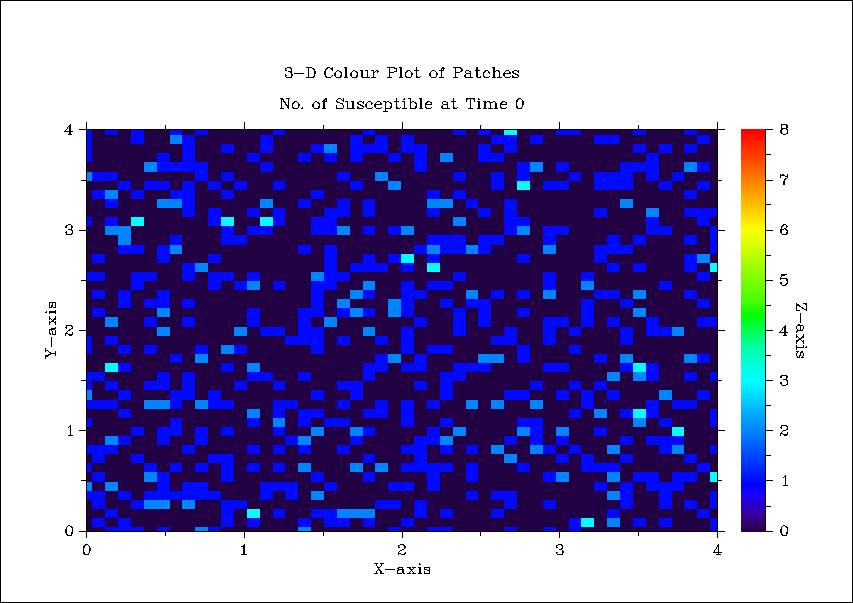 3-D Colour Plot of Patches
No. of Susceptible at Time 0
4
3
2
1
0
Y-axis
0 1 2 3 4
X-axis
8
7
6
5
4
3
2
1
0
Z-axis